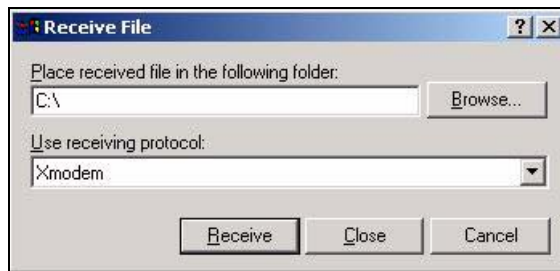 Receive File
Place received file in the following folder:
C:\
Browse...
Use receiving protocol:
Xmodem
Receive
Close
Cancel